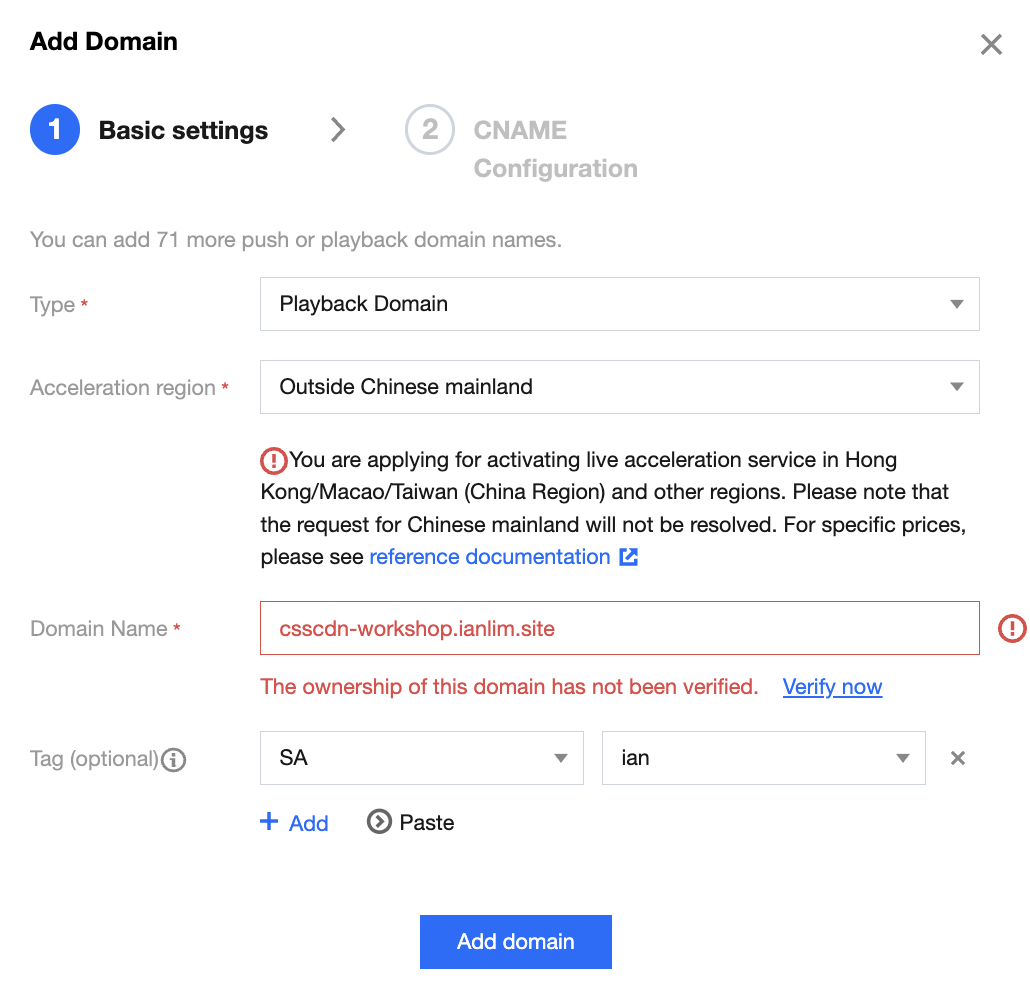 Add Domain
1 Basic settings
2 CNAME
Configuration
You can add 71 more push or playback domain names.
Type *
Playback Domain
Acceleration region *
Outside Chinese mainland
You are applying for activating live acceleration service in Hong
Kong/Macao/Taiwan (China Region) and other regions. Please note that
the request for Chinese mainland will not be resolved. For specific prices,
please see reference documentation
Domain Name *
csscdn-workshop.ianlim.site
The ownership of this domain has not been verified. Verify now
Tag (optional)
SA
ian
+ Add
Paste
Add domain